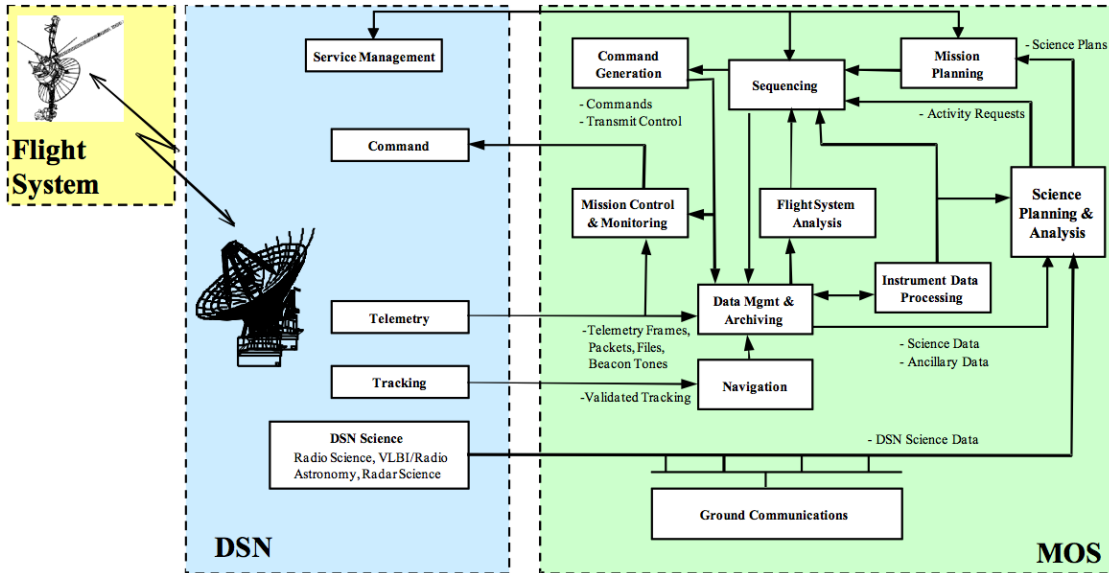 Flight
System
Service Management
Command
Telemetry
Tracking
DSN Science
Radio Science, VLBI/Radio
Astronomy, Radar Science
DSN
Command
Generation
- Commands
- Transmit Control
Sequencing
Mission
Planning
- Science Plans
- Activity Requests
Mission Control
& Monitoring
Flight System
Analysis
Science
Planning &
Analysis
Instrument Data
Processing
Data Mgmt &
Archiving
-Telemetry Frames,
Packets, Files,
Beacon Tones
- Science Data
- Ancillary Data
Navigation
-Validated Tracking
- DSN Science Data
Ground Communications
MOS